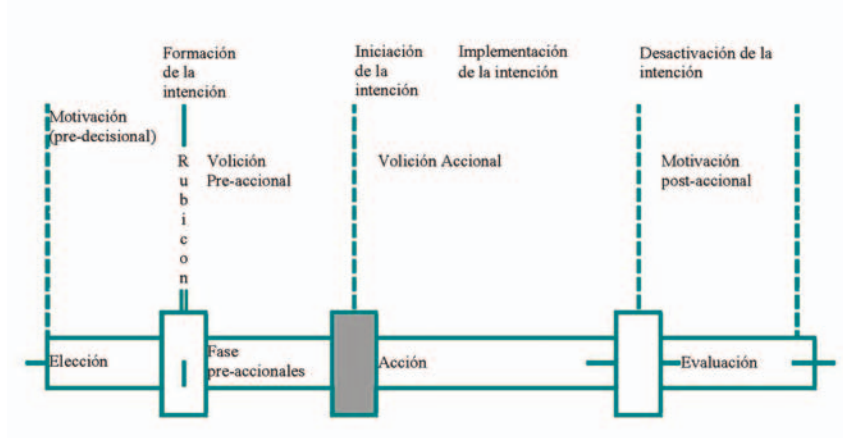 Formación
de la
intención
Iniciación
de la
intención
Implementación
de la intención
Desactivación de la
intención
Motivación
(pre-decisional)
Rubicon
Volición
Pre-accional
Volición Accional
Motivación
post-accional
Elección
Fase
pre-accionales
Acción
Evaluación